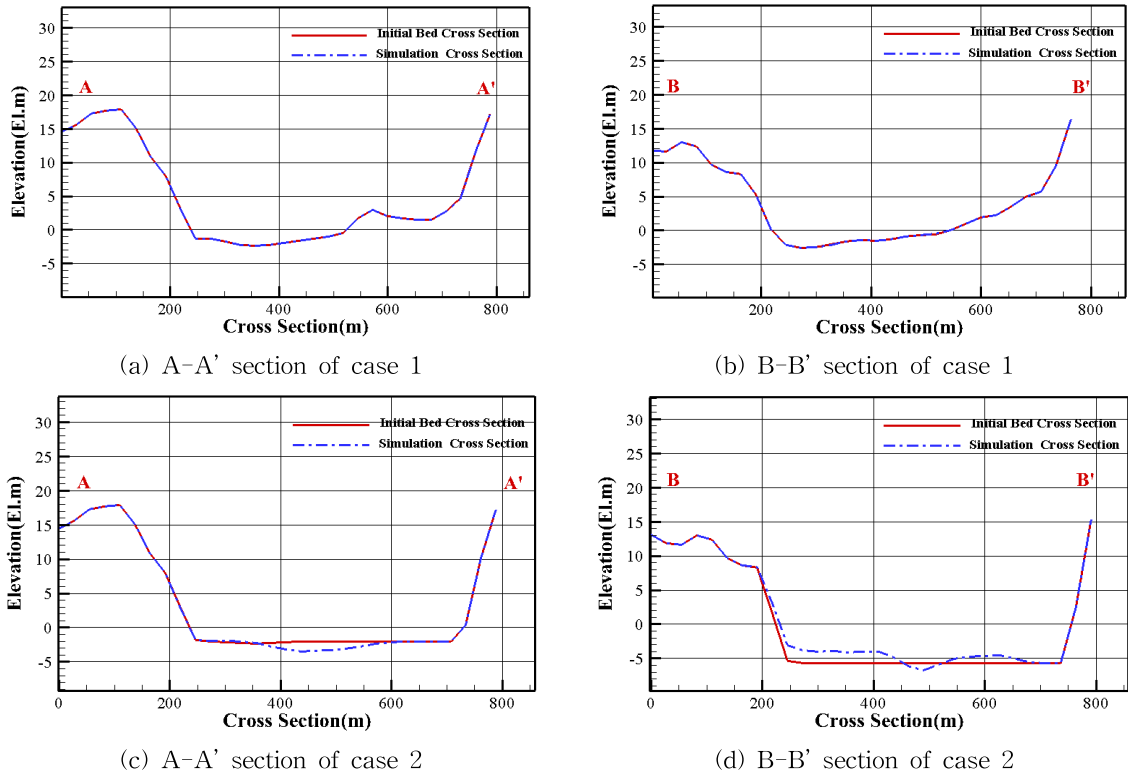 30
25
20
15
10
5
0
-5
Elevation(El.m)
Initial Bed Cross Section
Simulation Cross Section
A
A'
200
400
600
800
Cross Section(m)
(a) A-A' section of case 1
30
25
20
15
10
5
0
-5
Elevation(El.m)
Initial Bed Cross Section
Simulation Cross Section
B
B'
200
400
600
800
Cross Section(m)
(b) B-B' section of case 1
30
25
20
15
10
5
0
-5
Elevation(El.m)
Initial Bed Cross Section
Simulation Cross Section
A
A'
0
200
400
600
800
Cross Section(m)
(c) A-A' section of case 2
30
25
20
15
10
5
0
-5
Elevation(El.m)
Initial Bed Cross Section
Simulation Cross Section
B
B'
0
200
400
600
800
Cross Section(m)
(d) B-B' section of case 2